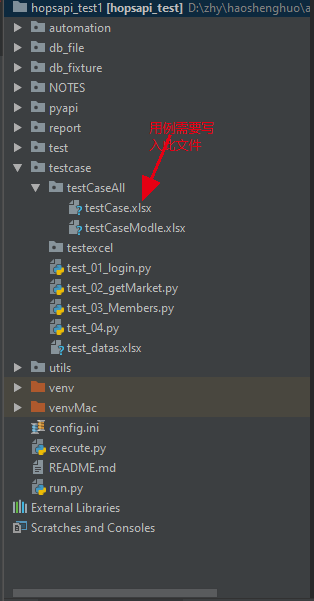 hopsapi_test1 [hopsapi_test] D:\zhy\haoshenghuo\a
automation
db_file
db_fixture
NOTES
pyapi
report
用例需要写
入此文件
test
testcase
testCaseAll
testCase.xlsx
testCaseModle.xlsx
testexcel
test_01_login.py
test_02_getMarket.py
test_03_Members.py
test_04.py
test_datas.xlsx
utils
venv
venvMac
config.ini
execute.py
README.md
run.py
External Libraries
Scratches and Consoles